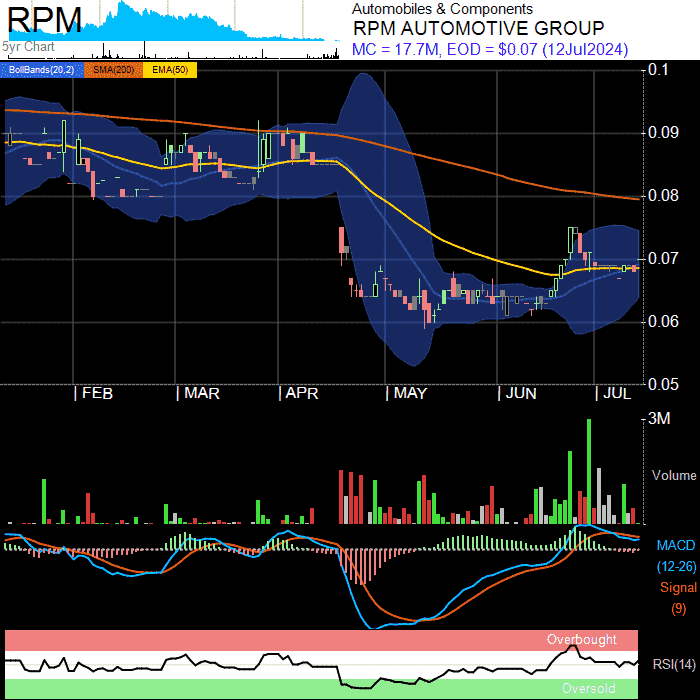 RPM
5yr Chart
Automobiles & Components
RPM AUTOMOTIVE GROUP
MC = 17.7M, EOD = $0.07 (12Jul2024)
BollBands(20,2) SMA(200) EMA(50)
0.1
0.09
0.08
0.07
0.06
0.05
| FEB | MAR | APR | MAY | JUN | JUL
3M
Volume
MACD
(12-26)
Signal
(9)
Overbought
RSI(14)
Oversold